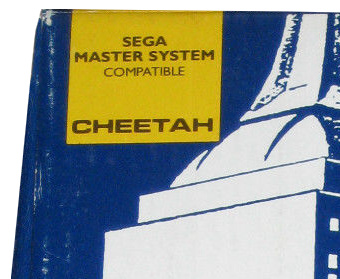 SEGA
MASTER SYSTEM
COMPATIBLE
CHEETAH